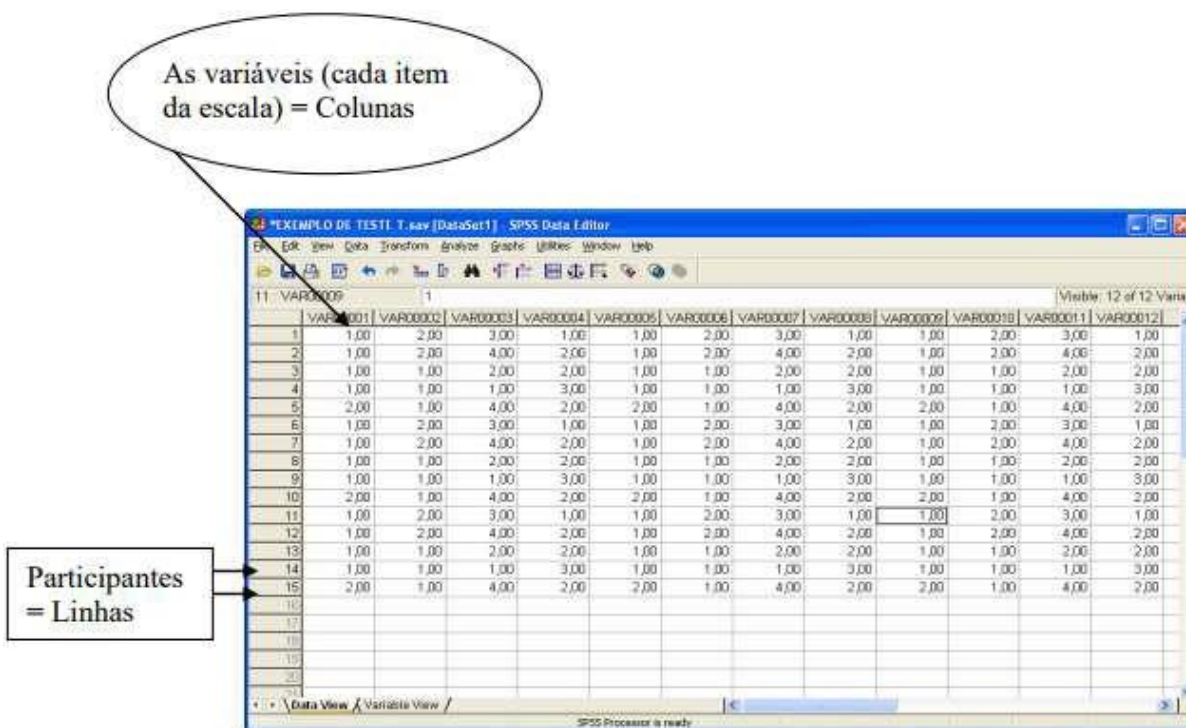 As variáveis (cada item
da escala) = Colunas
*EXEMPLO DE TESTE T.sav [DataSet1] - SPSS Data Editor
Edit View Data Transform Analyze Graphs Utilities Window Help
11 : VAR00009 1 Visible: 12 of 12 Varia
VAR00001 VAR00002 VAR00003 VAR00004 VAR00005 VAR00006 VAR00007 VAR00008 VAR00009 VAR00010 VAR00011 VAR00012
1 1,00 2,00 3,00 1,00 1,00 2,00 3,00 1,00 1,00 2,00 3,00 1,00
2 1,00 2,00 4,00 2,00 1,00 2,00 4,00 2,00 1,00 2,00 4,00 2,00
3 1,00 1,00 2,00 2,00 1,00 1,00 2,00 2,00 1,00 1,00 2,00 2,00
4 1,00 1,00 1,00 3,00 1,00 1,00 1,00 3,00 1,00 1,00 1,00 3,00
5 2,00 1,00 4,00 2,00 2,00 1,00 4,00 2,00 2,00 1,00 4,00 2,00
6 1,00 2,00 3,00 1,00 1,00 2,00 3,00 1,00 1,00 2,00 3,00 1,00
7 1,00 2,00 4,00 2,00 1,00 2,00 4,00 2,00 1,00 2,00 4,00 2,00
8 1,00 1,00 2,00 2,00 1,00 1,00 2,00 2,00 1,00 1,00 2,00 2,00
9 1,00 1,00 1,00 3,00 1,00 1,00 1,00 3,00 1,00 1,00 1,00 3,00
10 2,00 1,00 4,00 2,00 2,00 1,00 4,00 2,00 2,00 1,00 4,00 2,00
11 1,00 2,00 3,00 1,00 1,00 2,00 3,00 1,00 1,00 2,00 3,00 1,00
12 1,00 2,00 4,00 2,00 1,00 2,00 4,00 2,00 1,00 2,00 4,00 2,00
13 1,00 1,00 2,00 2,00 1,00 1,00 2,00 2,00 1,00 1,00 2,00 2,00
14 1,00 1,00 1,00 3,00 1,00 1,00 1,00 3,00 1,00 1,00 1,00 3,00
15 2,00 1,00 4,00 2,00 2,00 1,00 4,00 2,00 2,00 1,00 4,00 2,00
16
17
18
19
20
Participantes
= Linhas
Data View Variable View
SPSS Processor is ready